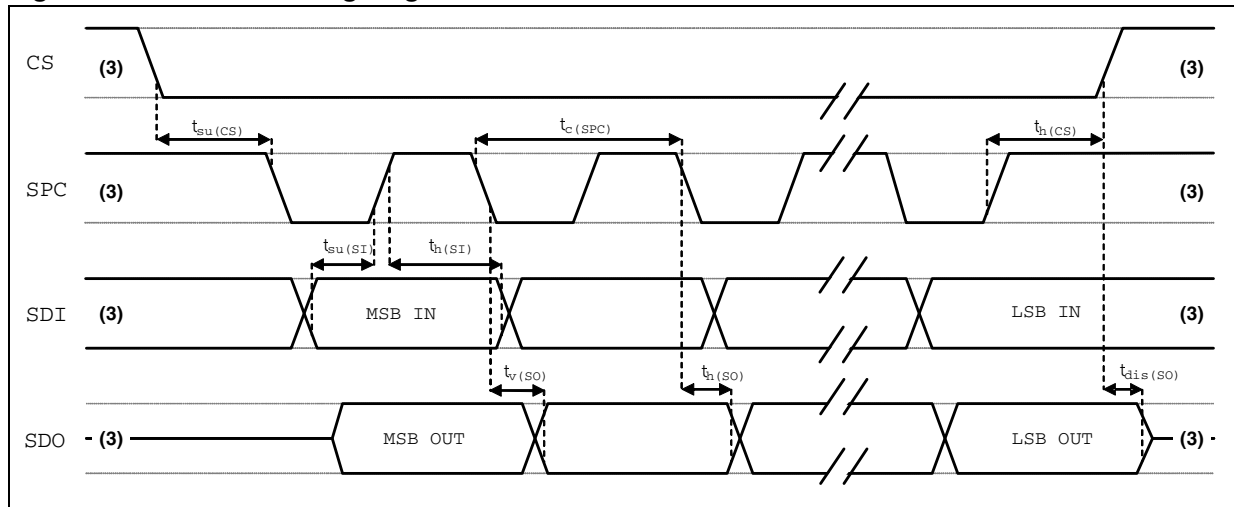 CS (3) (3)
t_su(CS) t_c(SPC) t_h(CS)
SPC (3) (3)
t_su(SI) t_h(SI)
SDI (3) MSB IN LSB IN (3)
t_v(SO) t_h(SO) t_dis(SO)
SDO (3) MSB OUT LSB OUT (3)